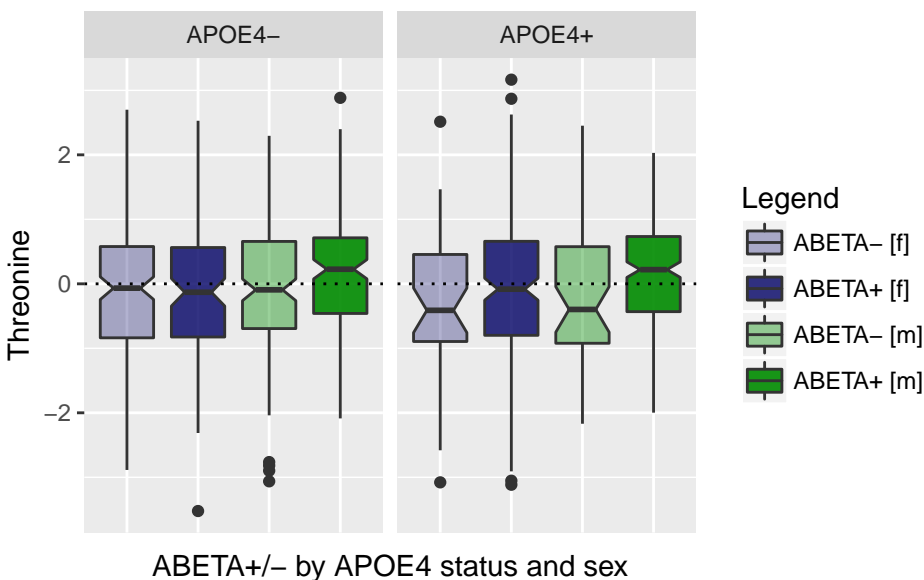 APOE4− APOE4+
2
0
−2
Threonine
ABETA+/− by APOE4 status and sex
Legend
ABETA− [f]
ABETA+ [f]
ABETA− [m]
ABETA+ [m]